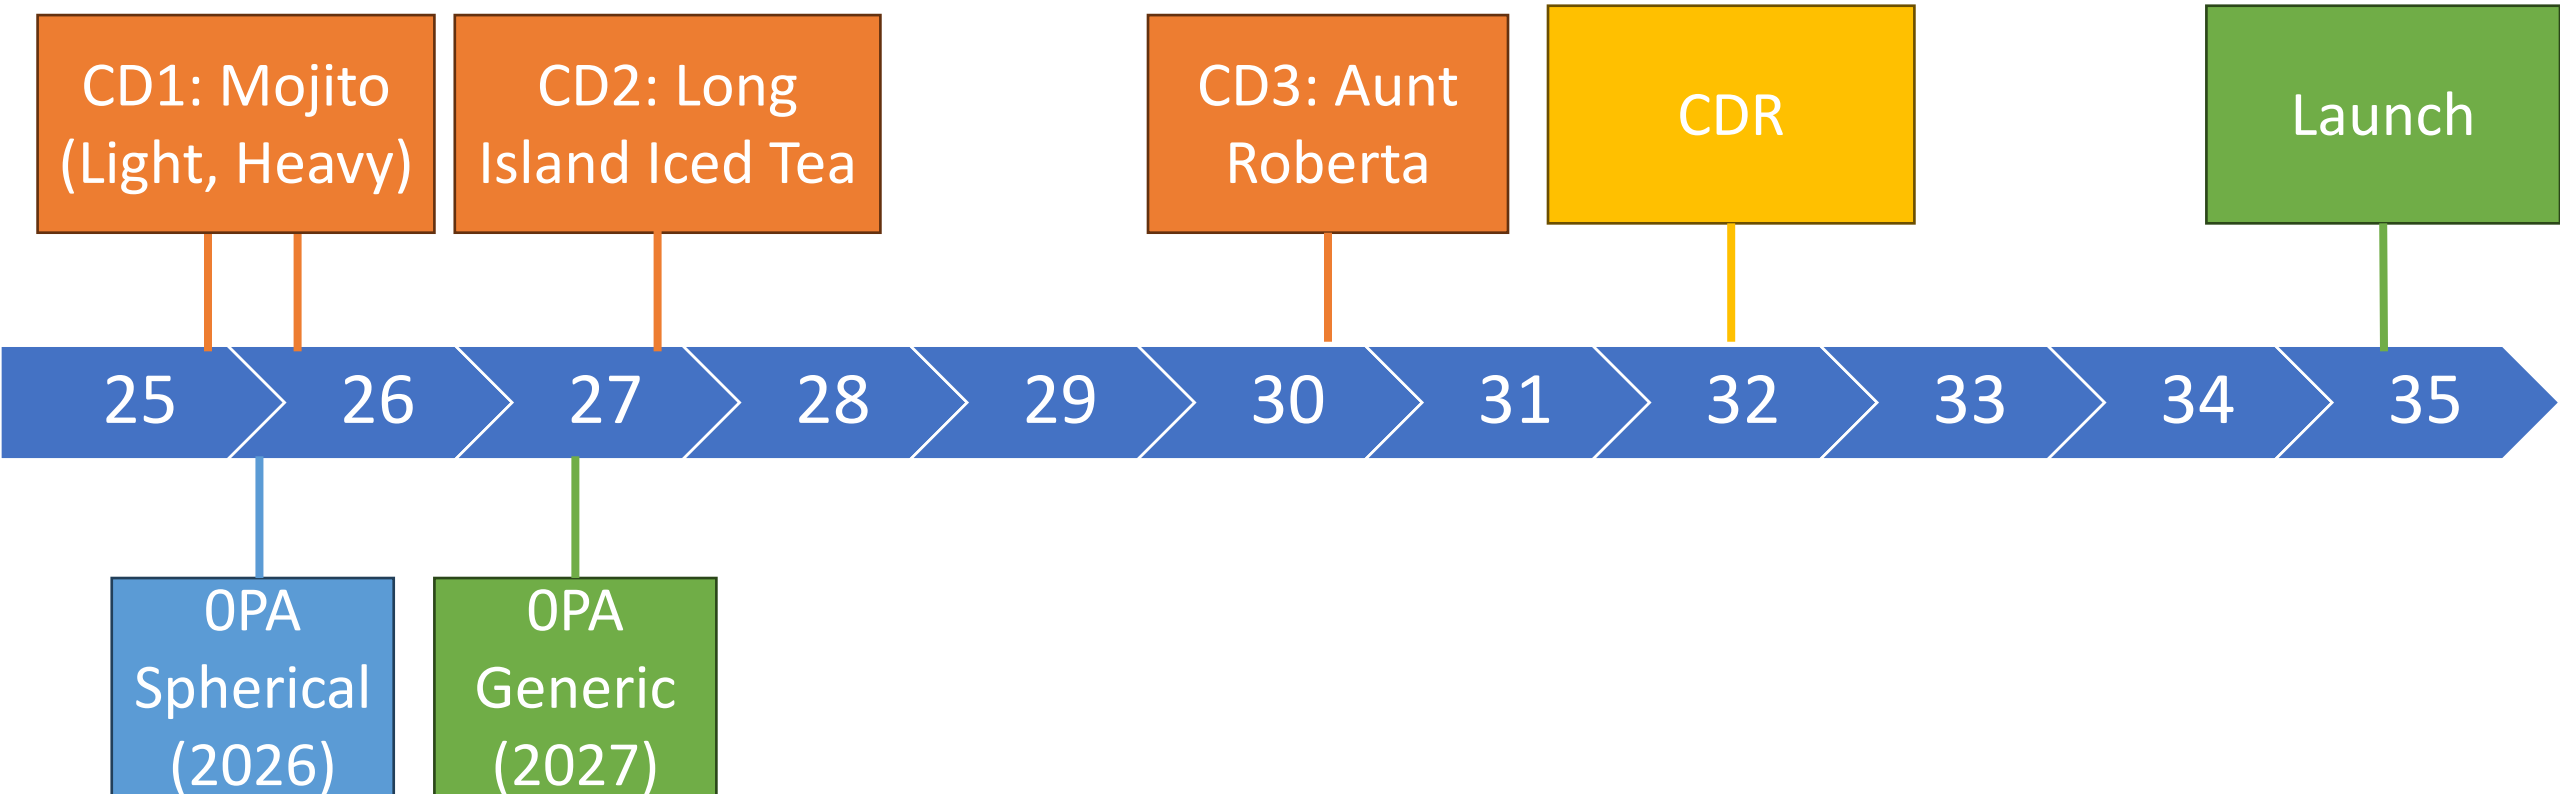 CD1: Mojito
(Light, Heavy)
CD2: Long
Island Iced Tea
CD3: Aunt
Roberta
CDR
Launch
25
26
27
28
29
30
31
32
33
34
35
0PA
Spherical
(2026)
0PA
Generic
(2027)